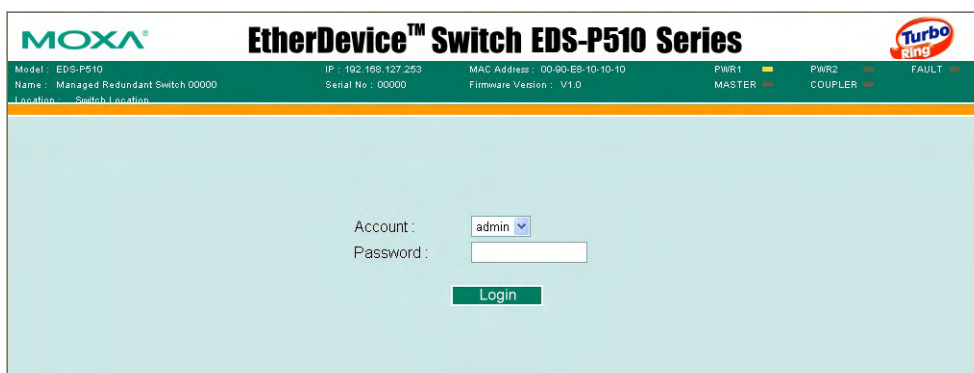 MOXA®
EtherDevice™ Switch EDS-P510 Series
Turbo Ring
Model : EDS-P510
IP : 192.168.127.253
MAC Address : 00-90-E8-10-10-10
PWR1
PWR2
FAULT
Name : Managed Redundant Switch 00000
Serial No : 00000
Firmware Version : V1.0
MASTER
COUPLER
Location : Switch Location
Account :
admin
Password :
Login